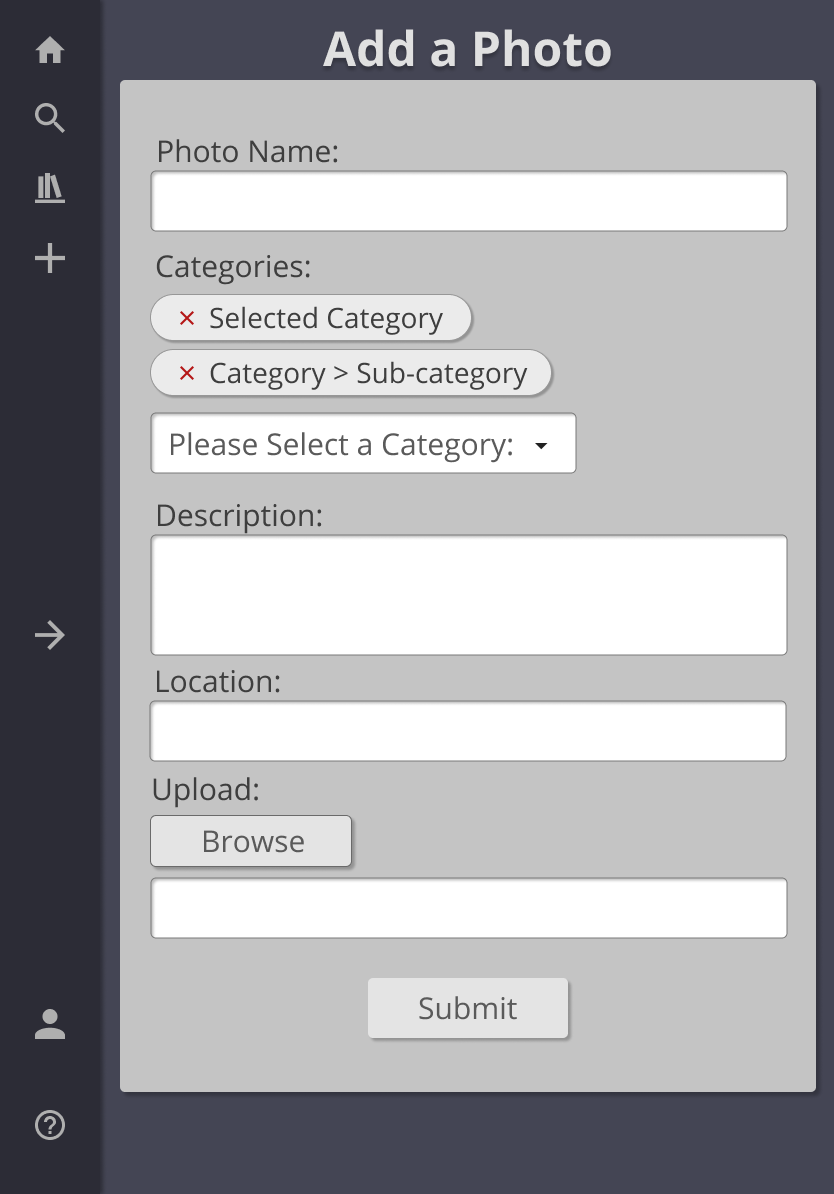 Add a Photo
Photo Name:
Categories:
Selected Category
Category > Sub-category
Please Select a Category:
Description:
Location:
Upload:
Browse
Submit